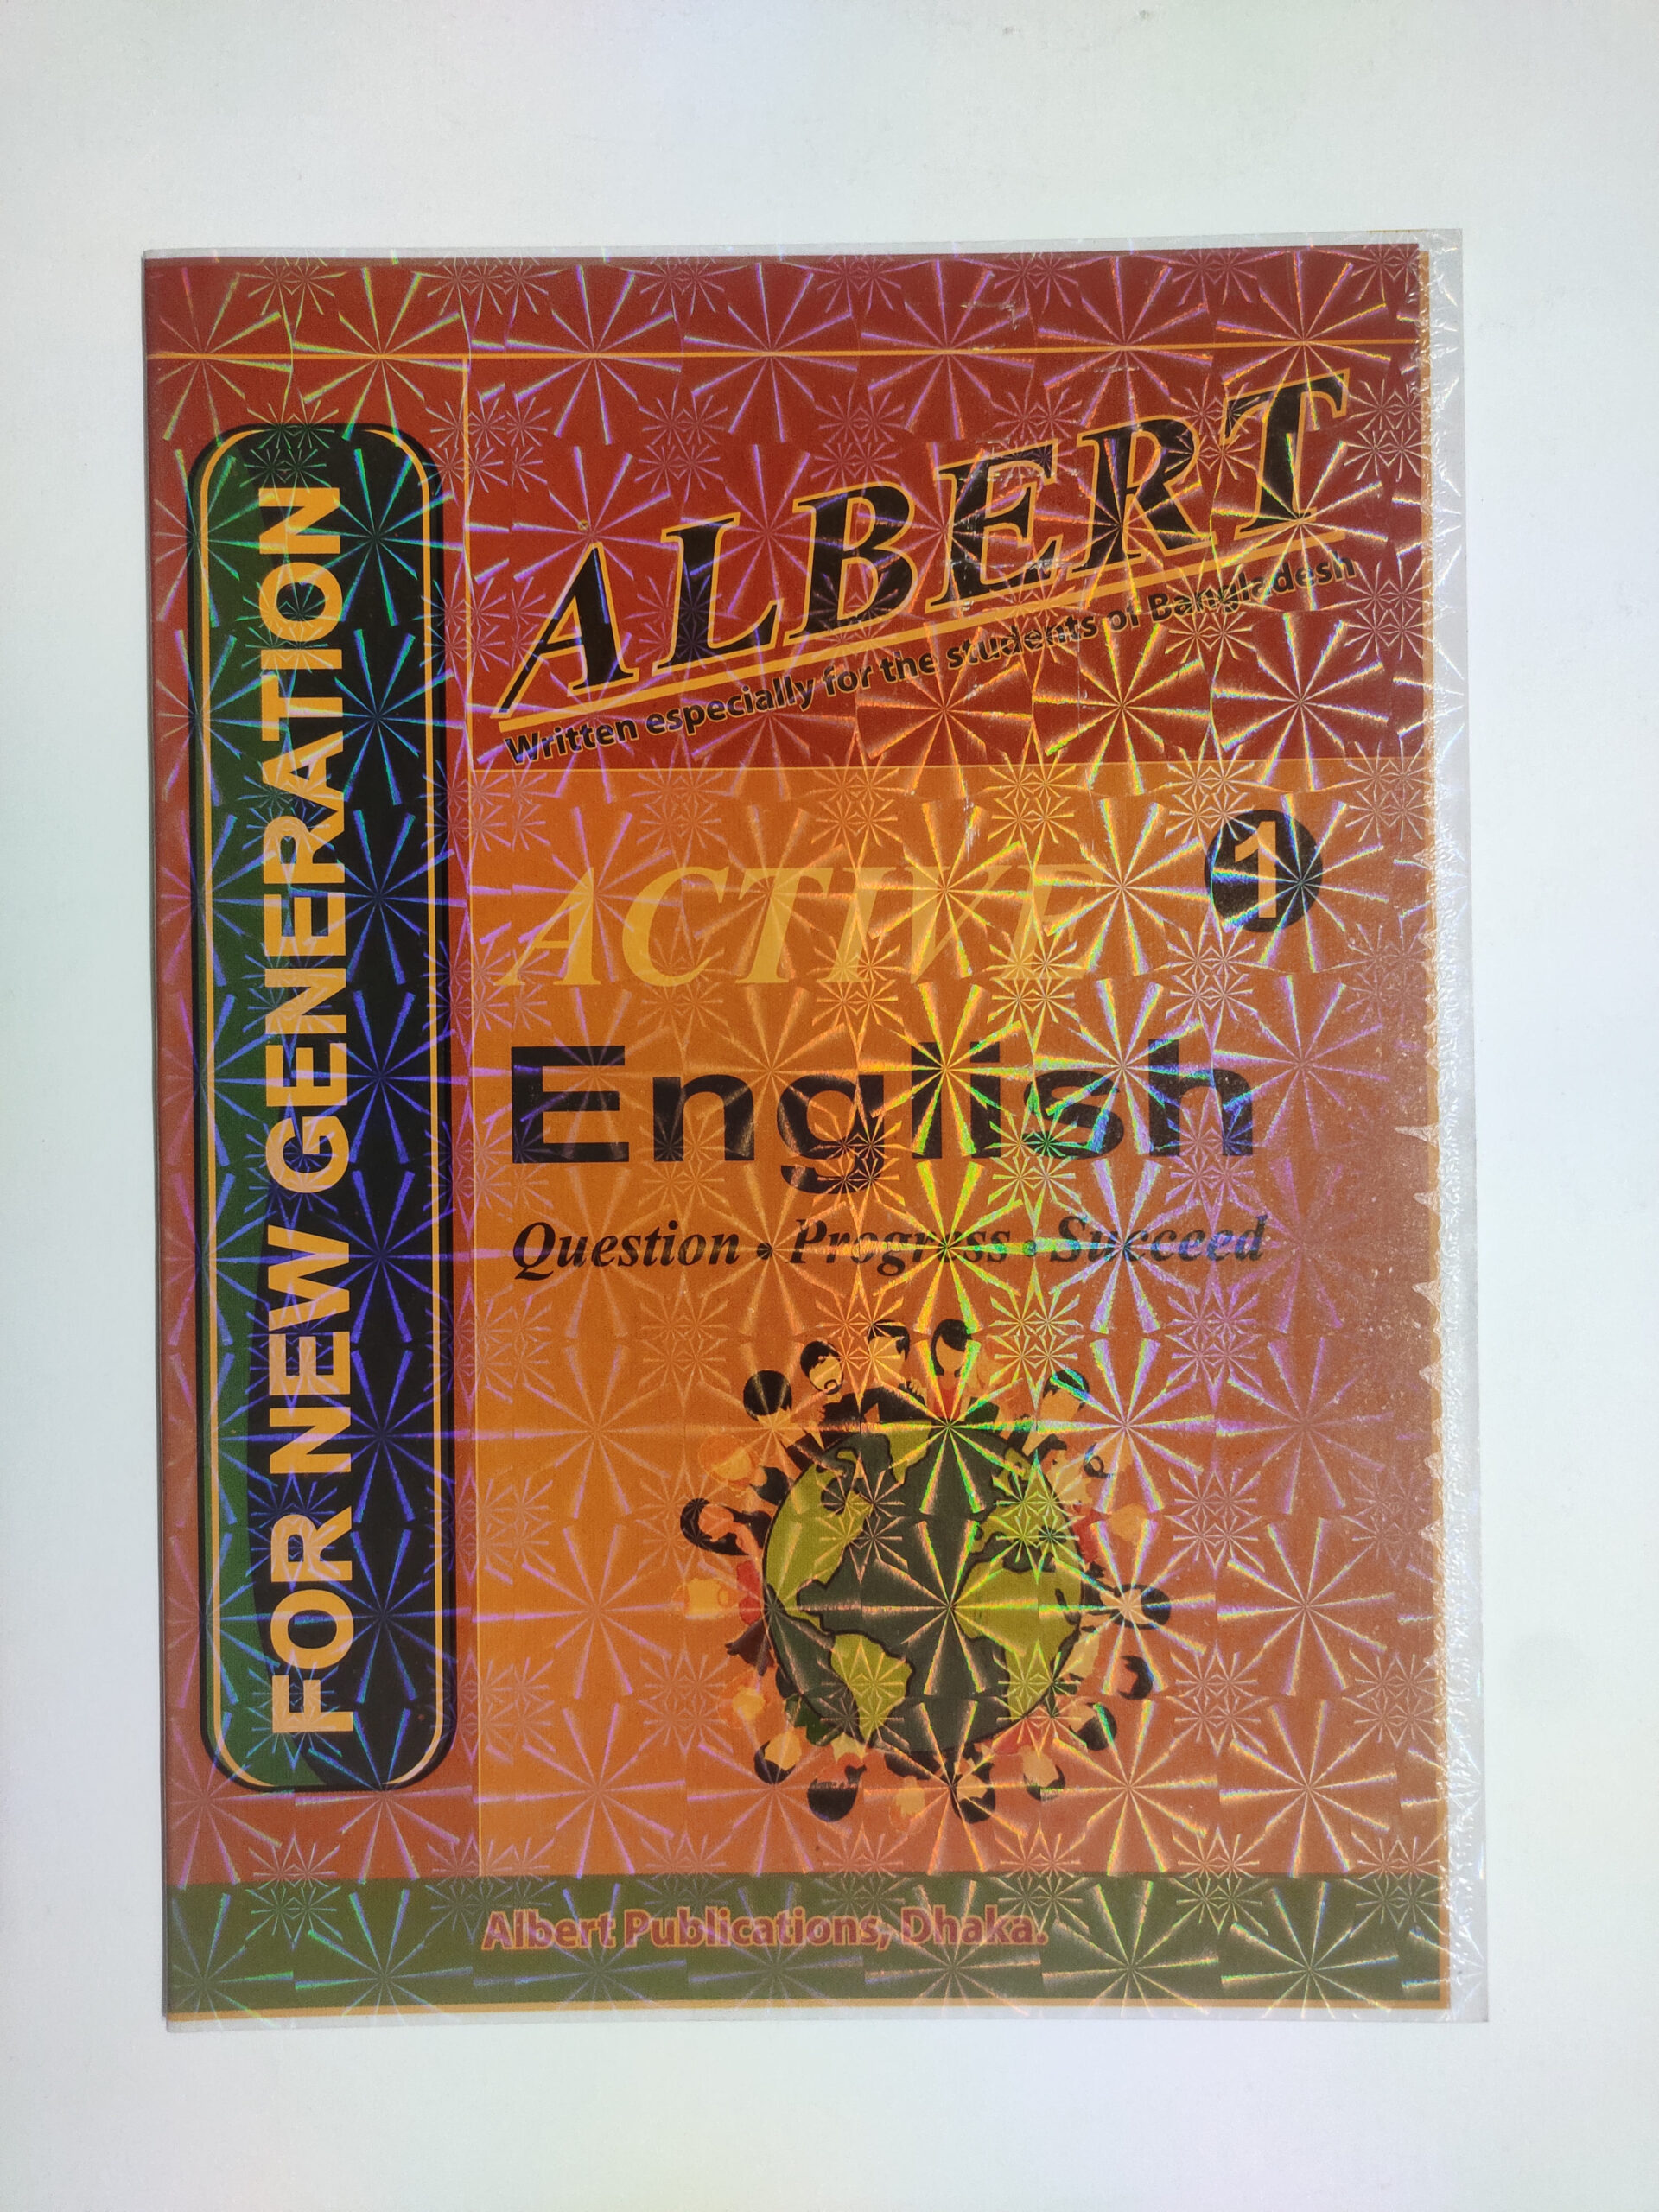 FOR NEW GENERATION
ALBERT
Written especially for the students of Bangladesh
ACTIVE
1
English
Question • Progress • Succeed
Albert Publications, Dhaka.